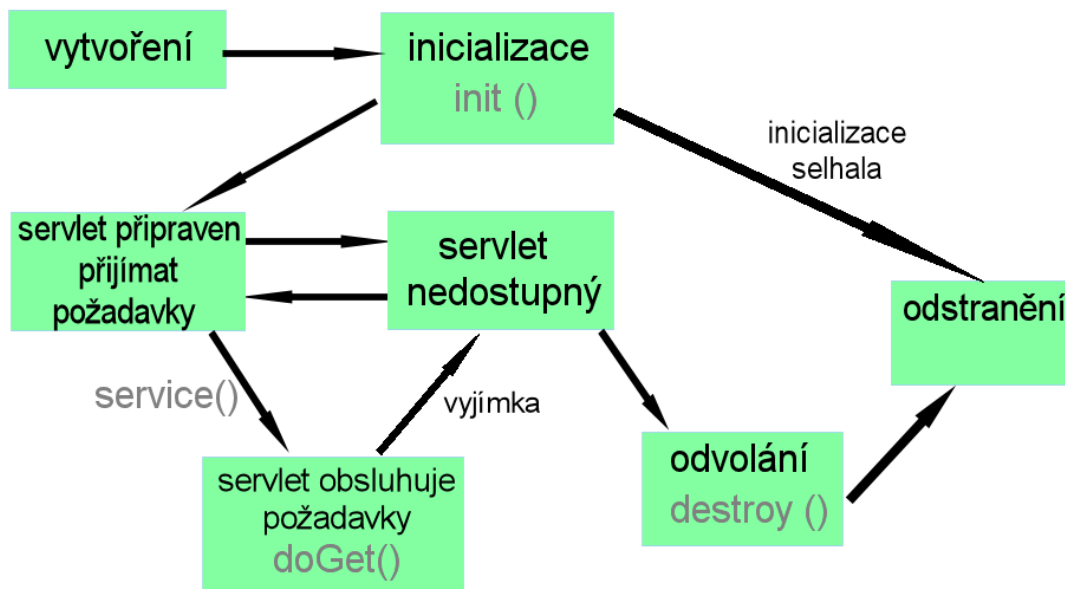 vytvoření
inicializace
init ()
inicializace
selhala
servlet připraven
přijímat
požadavky
servlet
nedostupný
odstranění
service()
vyjímka
servlet obsluhuje
požadavky
doGet()
odvolání
destroy ()